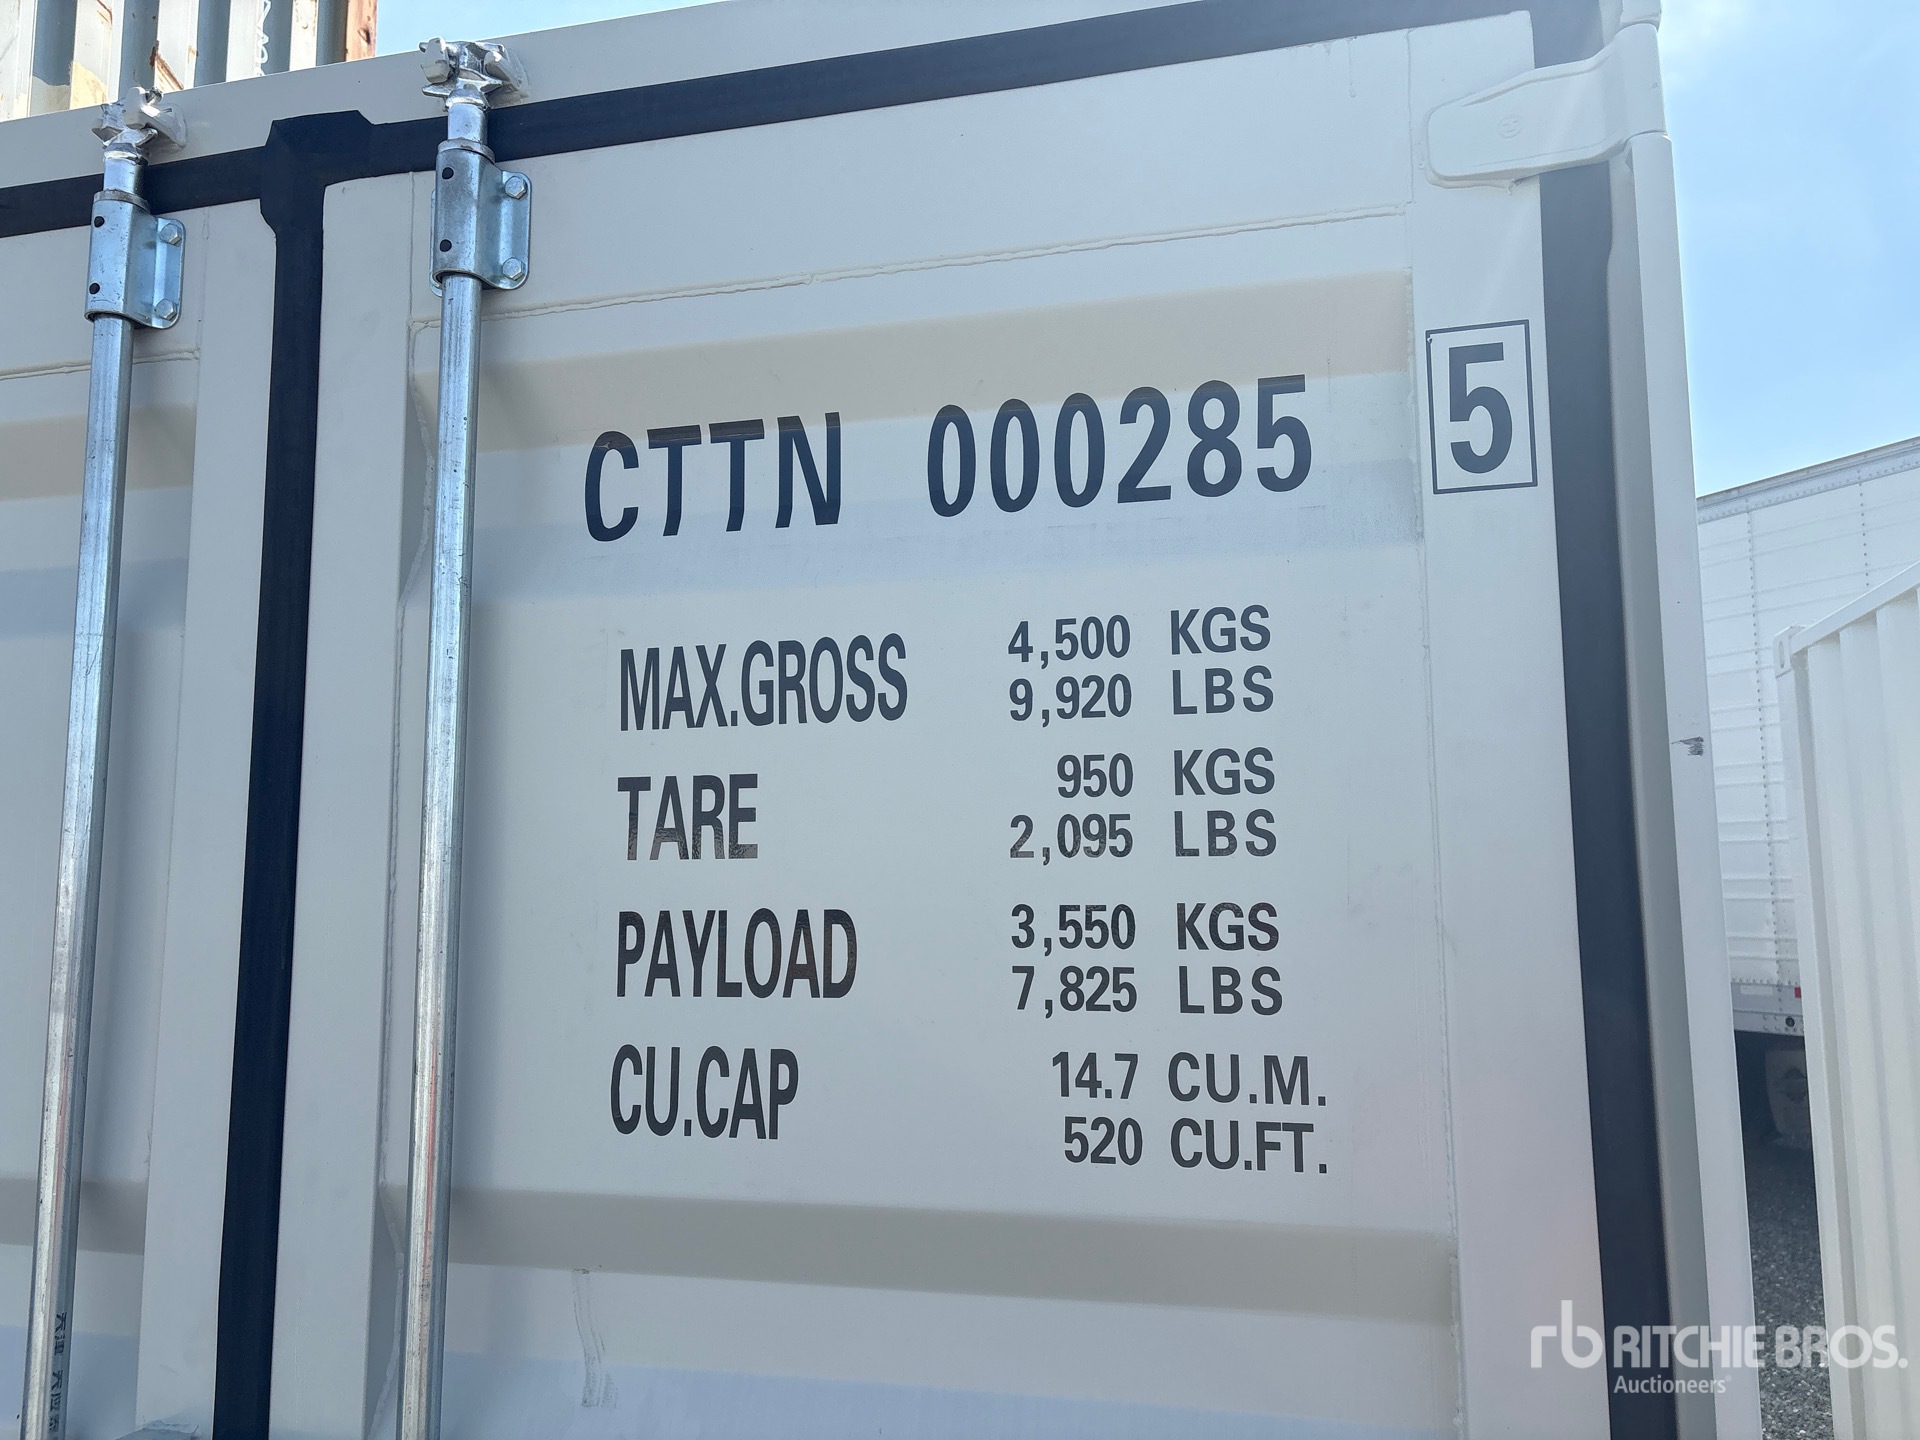 CTTN 000285 5
MAX.GROSS 4,500 KGS
9,920 LBS
TARE 950 KGS
2,095 LBS
PAYLOAD 3,550 KGS
7,825 LBS
CU.CAP 14.7 CU.M.
520 CU.FT.
rb RITCHIE BROS.
Auctioneers